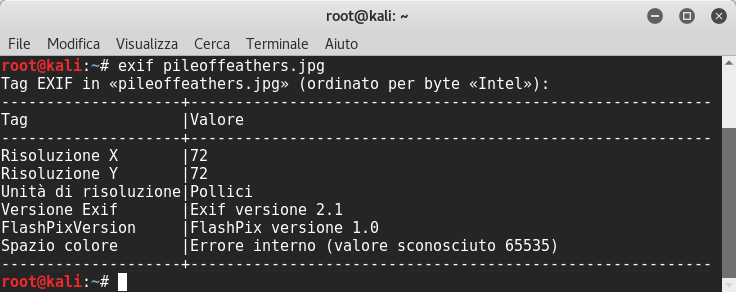 root@kali: ~
File Modifica Visualizza Cerca Terminale Aiuto
root@kali:~# exif pileoffeathers.jpg
Tag EXIF in «pileoffeathers.jpg» (ordinato per byte «Intel»):
--------------------+----------------------------------------------------------
Tag                 |Valore
--------------------+----------------------------------------------------------
Risoluzione X       |72
Risoluzione Y       |72
Unità di risoluzione|Pollici
Versione Exif       |Exif versione 2.1
FlashPixVersion     |FlashPix versione 1.0
Spazio colore       |Errore interno (valore sconosciuto 65535)
--------------------+----------------------------------------------------------
root@kali:~#